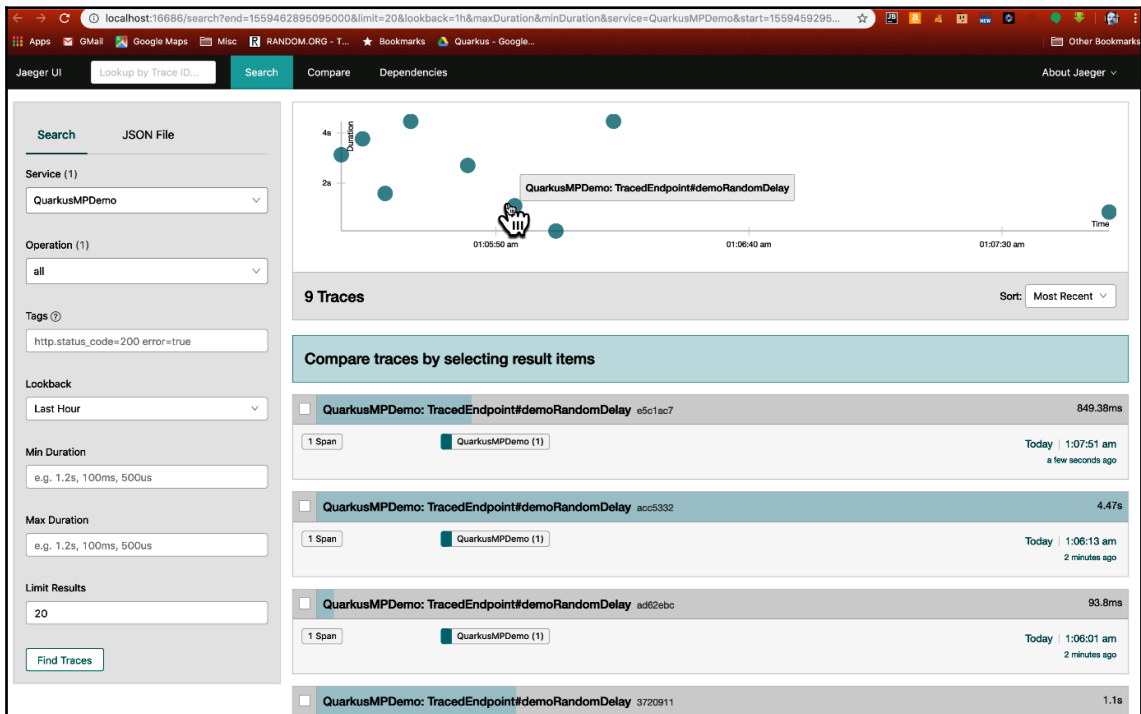 localhost:16686/search?end=1559462895095000&limit=20&lookback=1h&maxDuration&minDuration&service=QuarkusMPDemo&start=1559459295...
Apps GMail Google Maps Misc RANDOM.ORG - T... Bookmarks Quarkus - Google... Other Bookmarks
Jaeger UI Lookup by Trace ID... Search Compare Dependencies About Jaeger
Search JSON File
Service (1)
QuarkusMPDemo
Operation (1)
all
Tags
http.status_code=200 error=true
Lookback
Last Hour
Min Duration
e.g. 1.2s, 100ms, 500us
Max Duration
e.g. 1.2s, 100ms, 500us
Limit Results
20
Find Traces
Duration
4s
2s
QuarkusMPDemo: TracedEndpoint#demoRandomDelay
Time
01:05:50 am 01:06:40 am 01:07:30 am
9 Traces Sort: Most Recent
Compare traces by selecting result items
QuarkusMPDemo: TracedEndpoint#demoRandomDelay e5c1ac7 849.38ms
1 Span QuarkusMPDemo (1) Today 1:07:51 am
a few seconds ago
QuarkusMPDemo: TracedEndpoint#demoRandomDelay acc5332 4.47s
1 Span QuarkusMPDemo (1) Today 1:06:13 am
2 minutes ago
QuarkusMPDemo: TracedEndpoint#demoRandomDelay ad62ebc 93.8ms
1 Span QuarkusMPDemo (1) Today 1:06:01 am
2 minutes ago
QuarkusMPDemo: TracedEndpoint#demoRandomDelay 3720911 1.1s